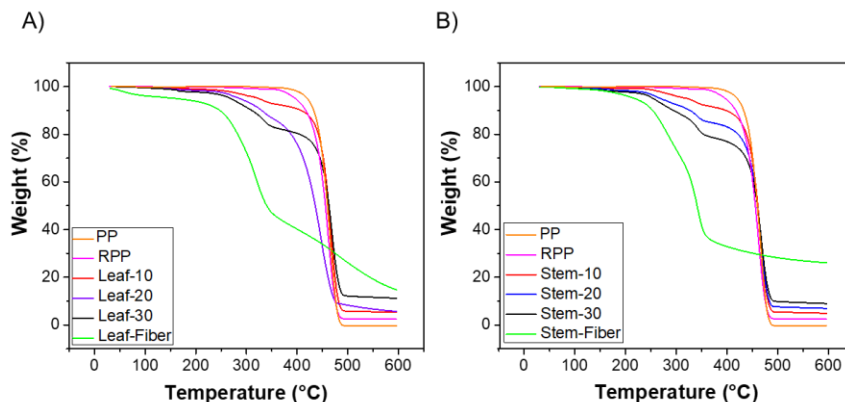 A)
100
80
60
40
20
0
Weight (%)
PP
RPP
Leaf-10
Leaf-20
Leaf-30
Leaf-Fiber
0 100 200 300 400 500 600
Temperature (°C)
B)
100
80
60
40
20
0
Weight (%)
PP
RPP
Stem-10
Stem-20
Stem-30
Stem-Fiber
0 100 200 300 400 500 600
Temperature (°C)